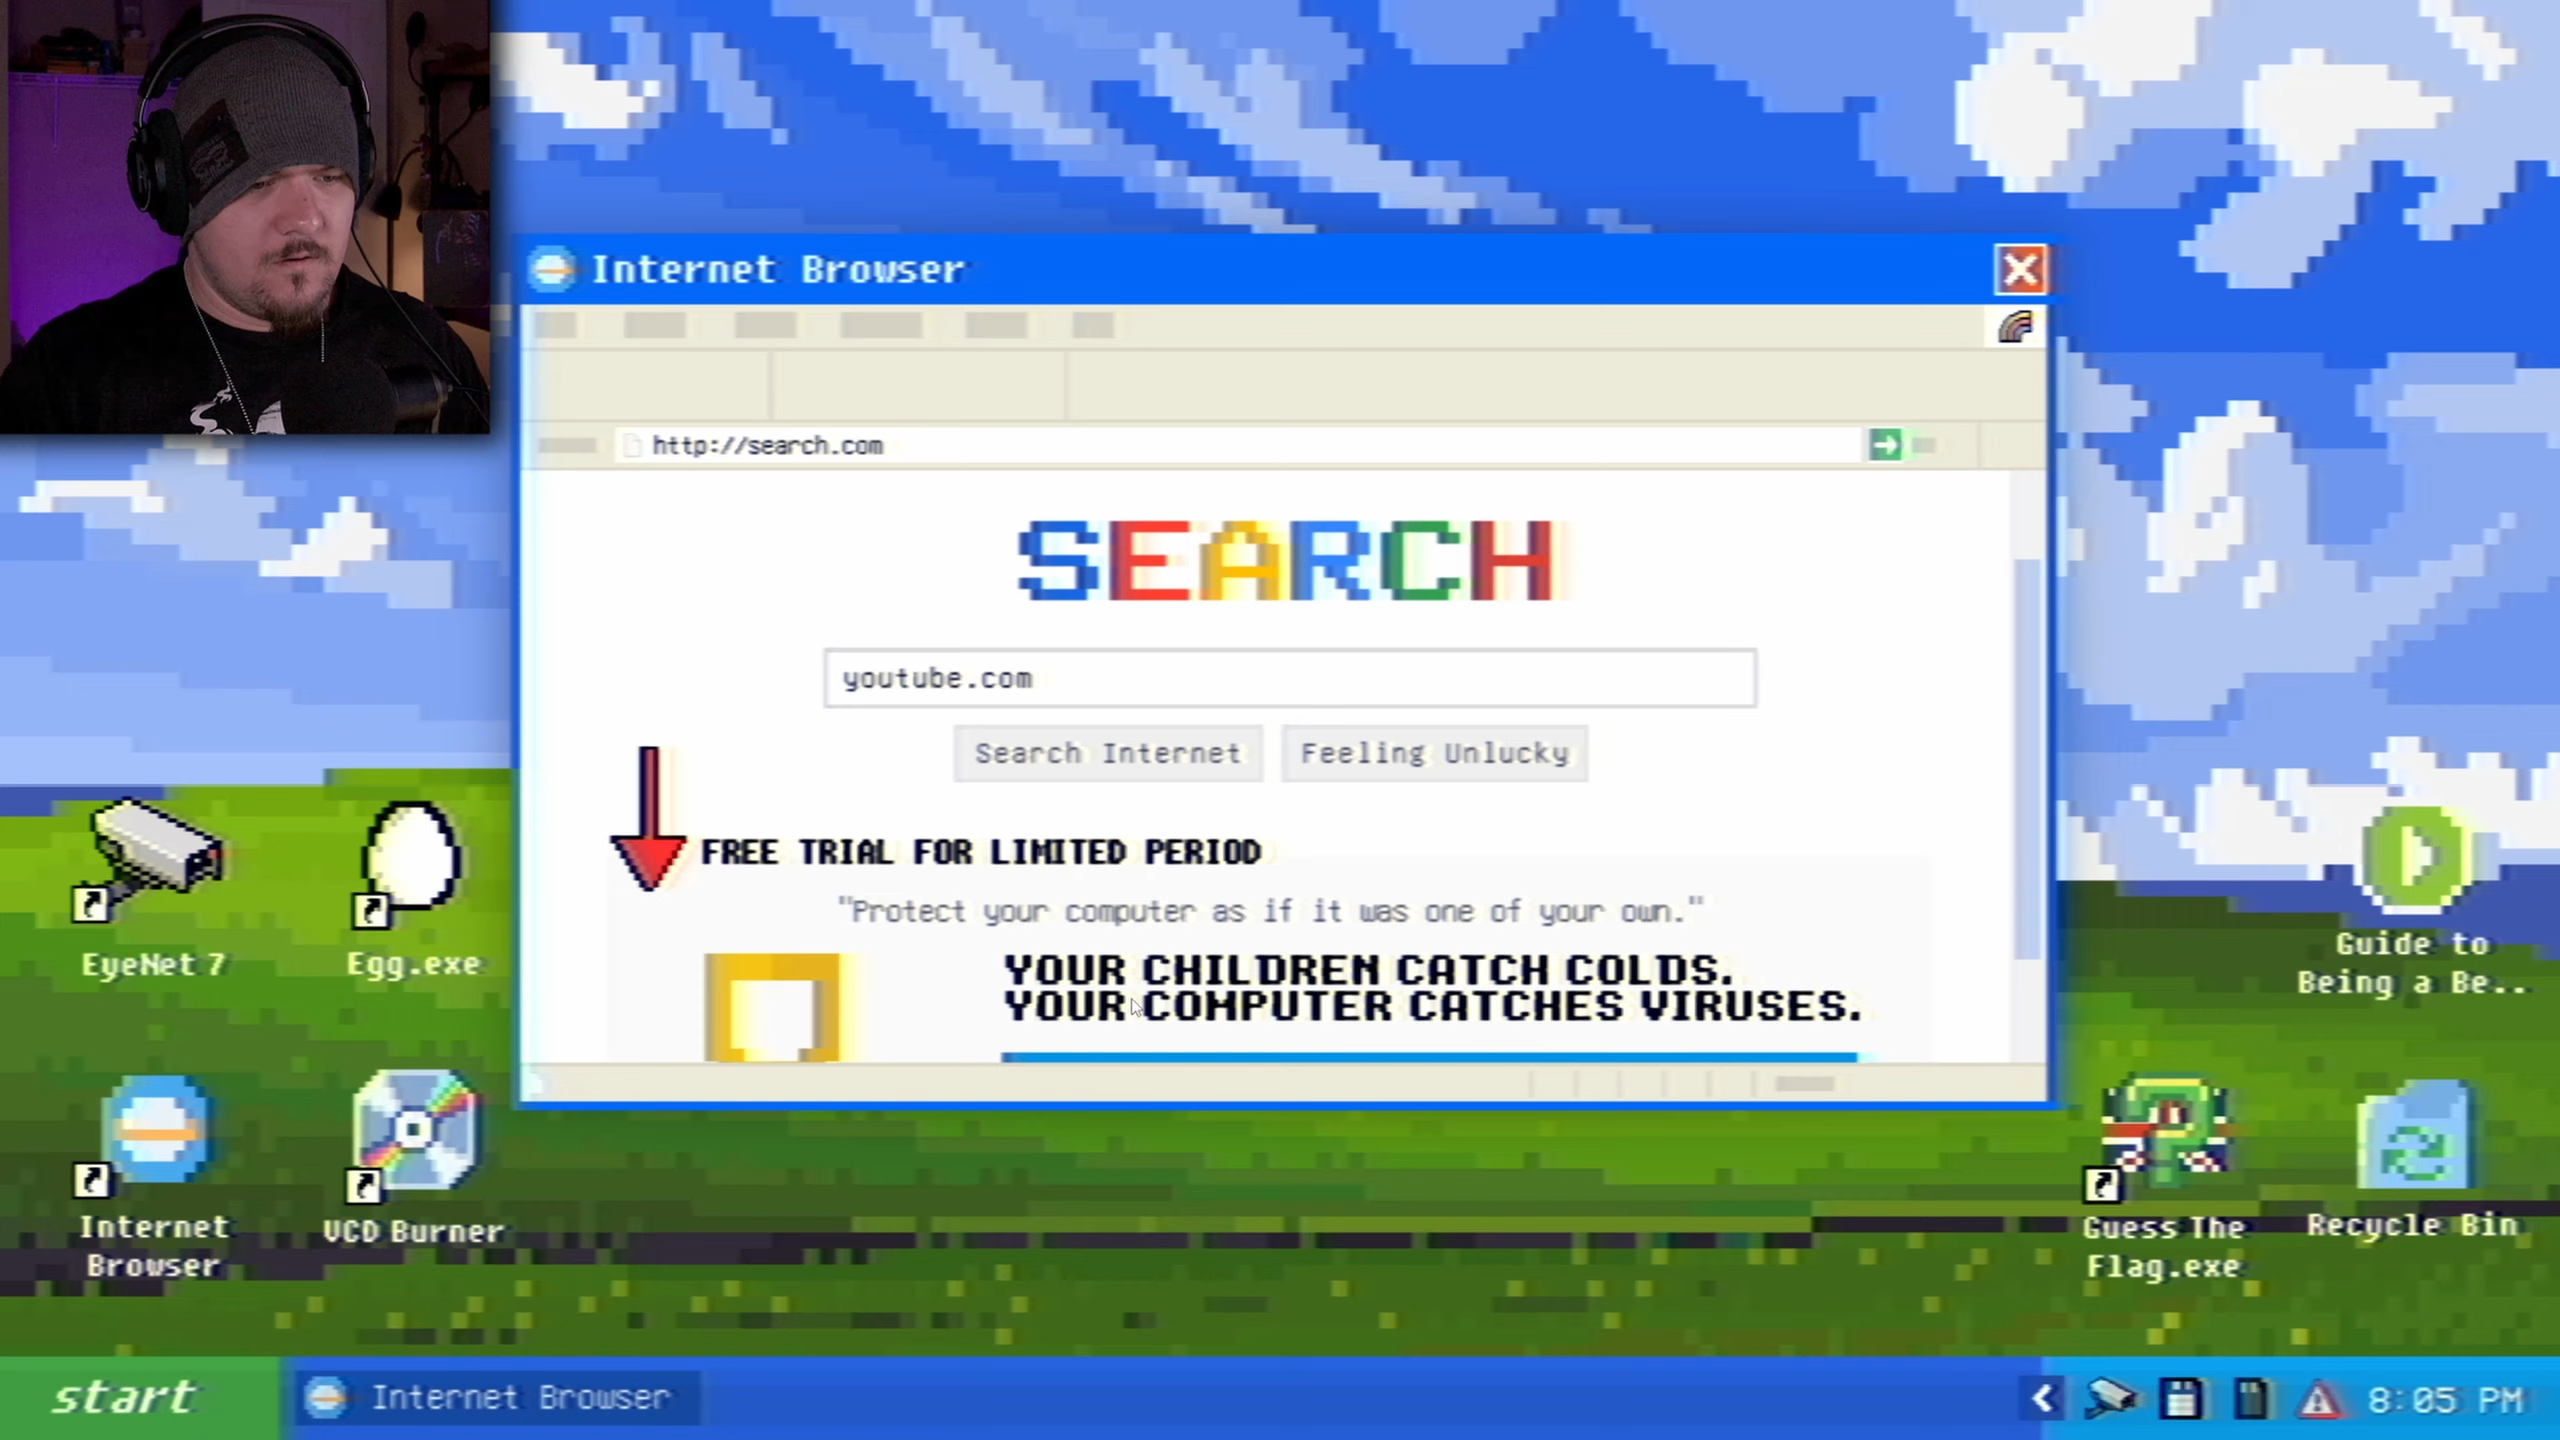 Internet Browser
http://search.com
SEARCH
youtube.com
Search Internet
Feeling Unlucky
FREE TRIAL FOR LIMITED PERIOD
"Protect your computer as if it was one of your own."
YOUR CHILDREN CATCH COLDS.
YOUR COMPUTER CATCHES VIRUSES.
EyeNet 7
Egg.exe
Guide to
Being a Be..
Internet
Browser
VCD Burner
Guess The
Flag.exe
Recycle Bin
start
Internet Browser
8:05 PM